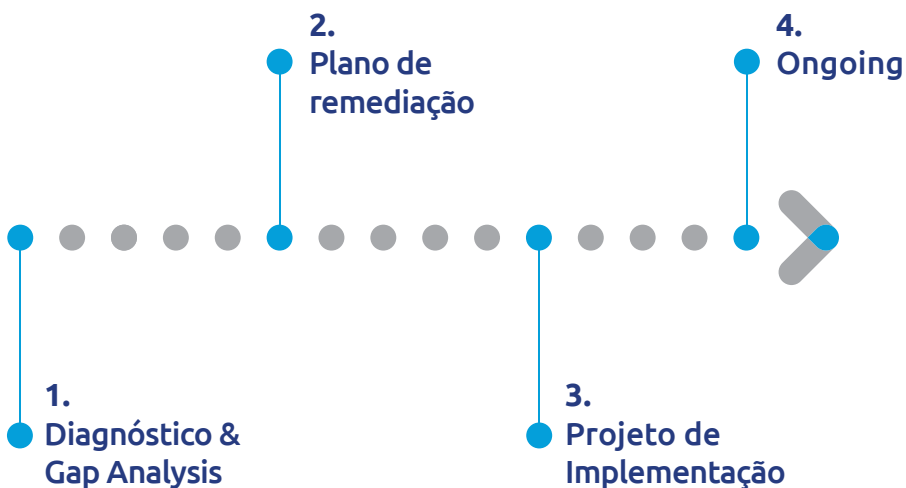 1.
Diagnóstico &
Gap Analysis
2.
Plano de
remediação
3.
Projeto de
Implementação
4.
Ongoing